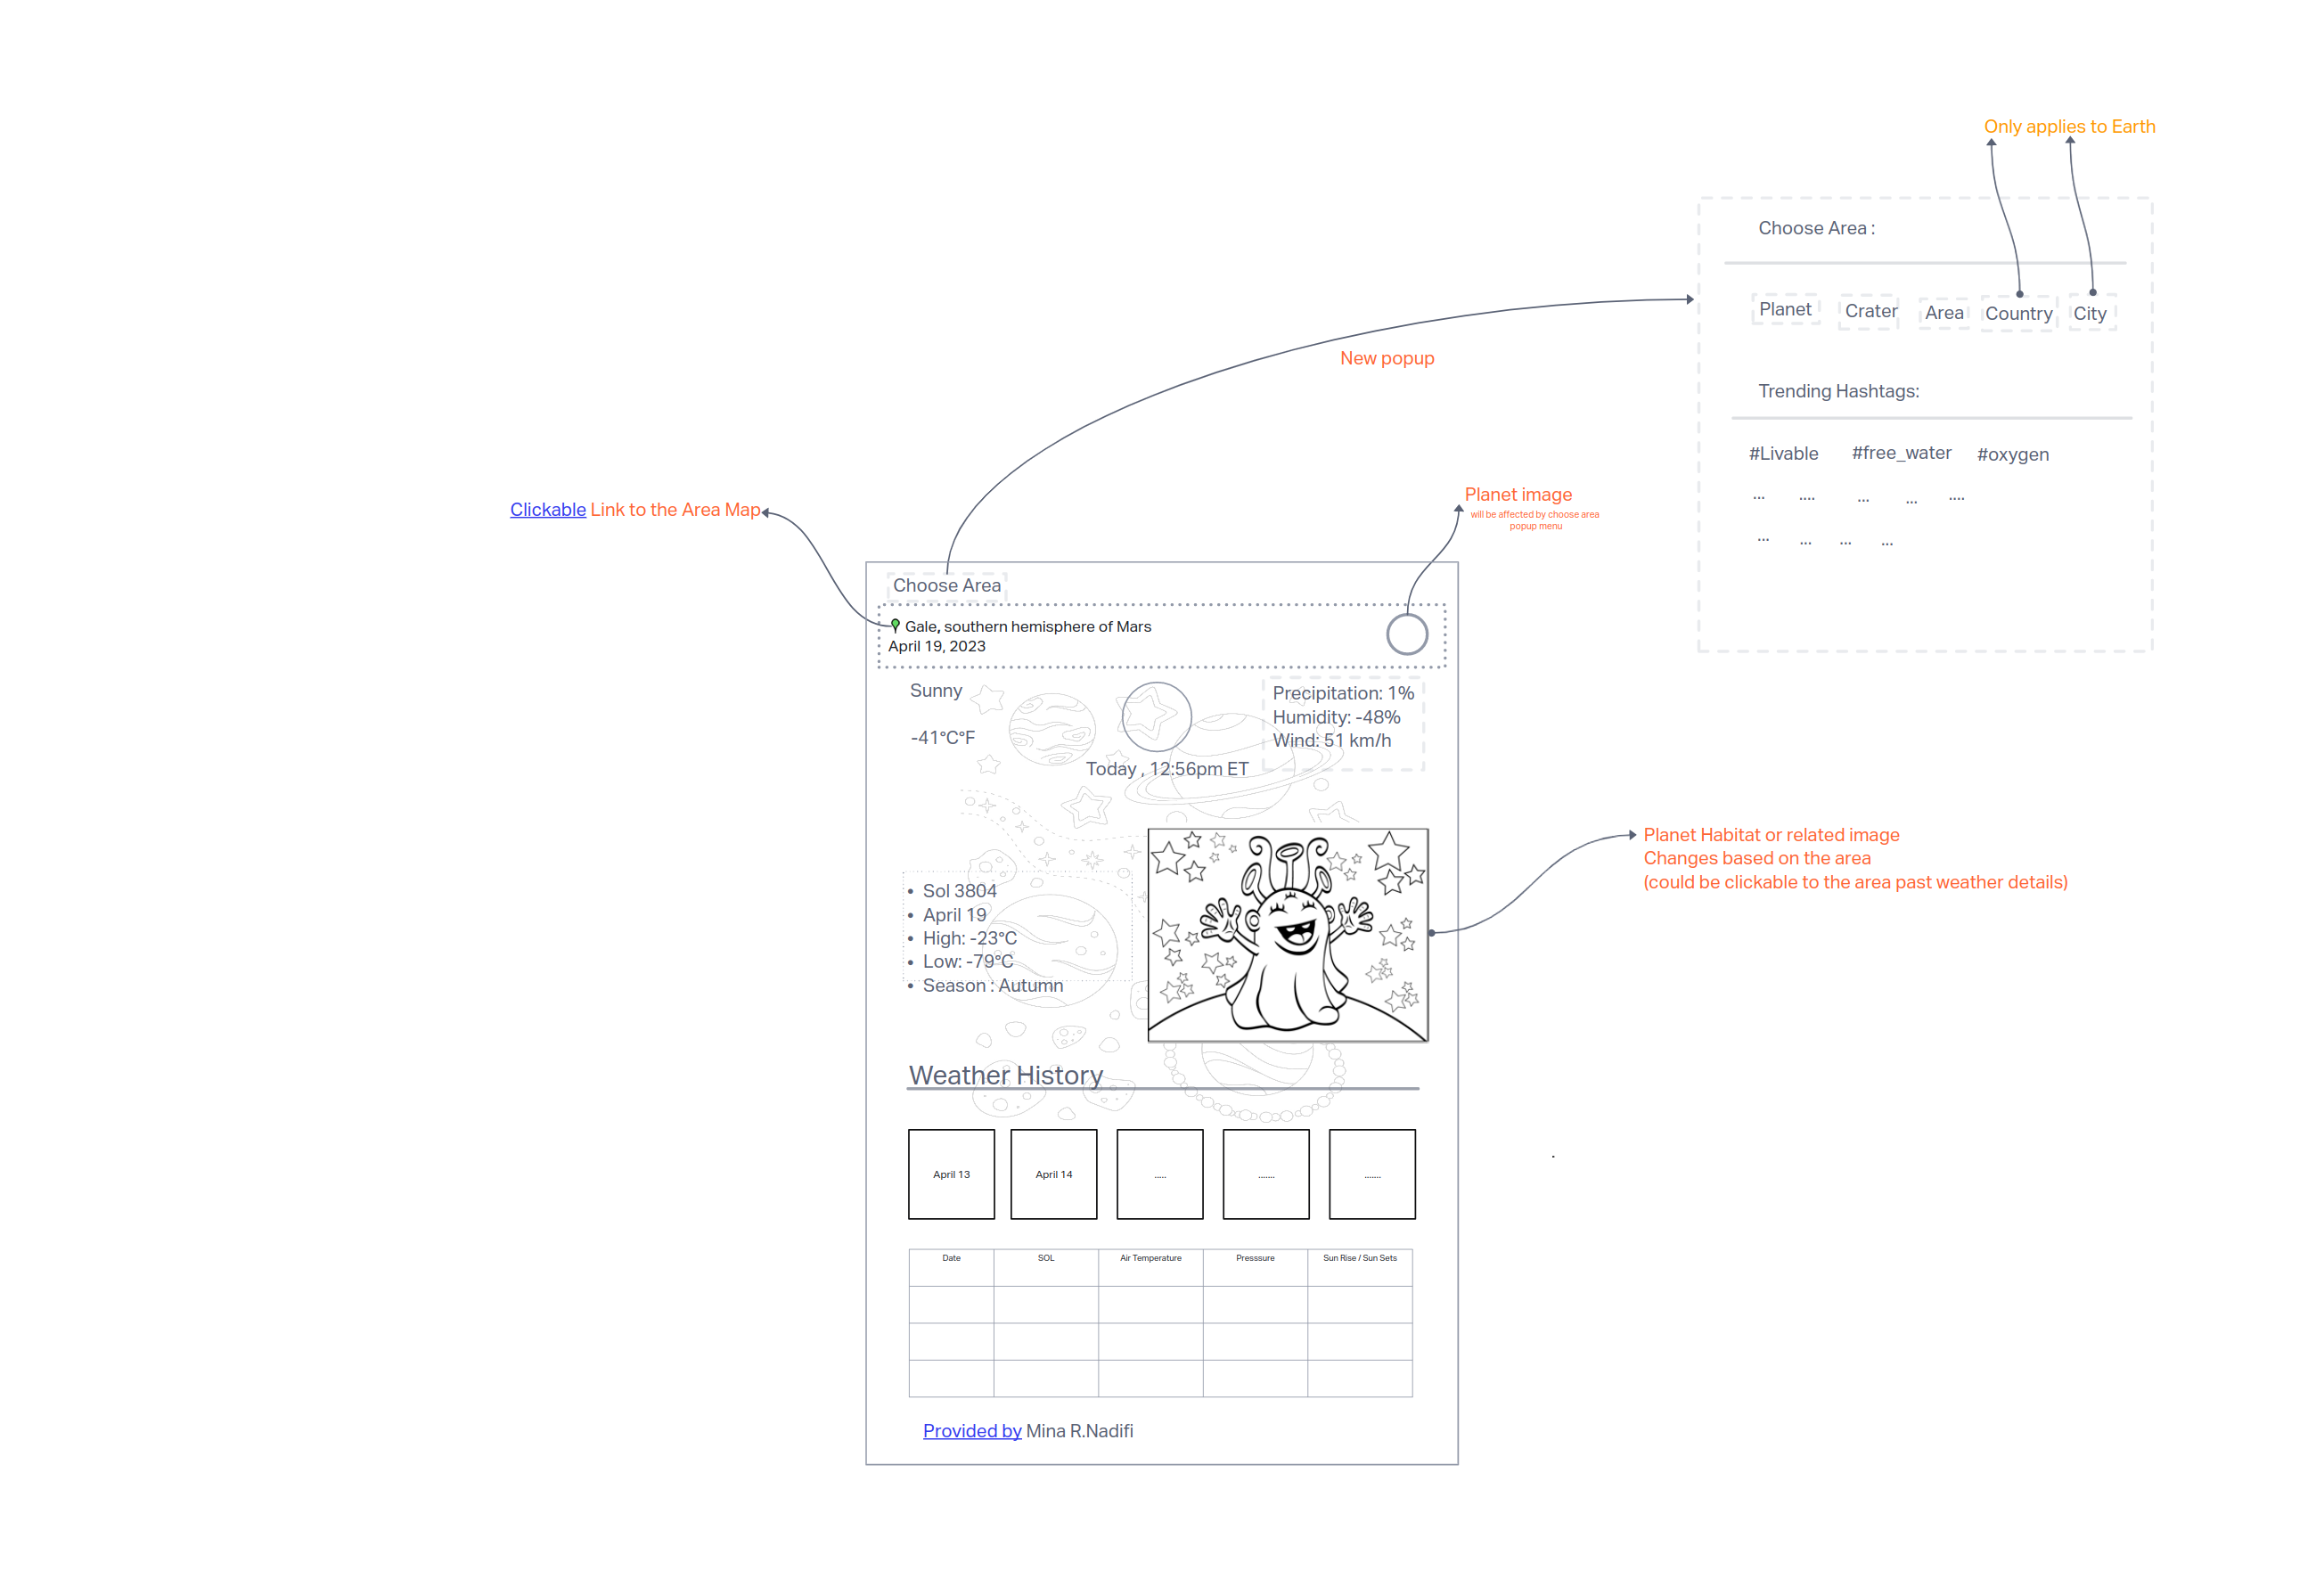 Only applies to Earth
Choose Area :
Planet
Crater
Area
Country
City
Trending Hashtags:
#Livable
#free_water
#oxygen
...
....
...
...
....
...
...
...
...
New popup
Clickable Link to the Area Map
Planet image
will be affected by choose area
popup menu
Choose Area
Gale, southern hemisphere of Mars
April 19, 2023
Sunny
-41°C°F
Today , 12:56pm ET
Precipitation: 1%
Humidity: -48%
Wind: 51 km/h
Planet Habitat or related image
Changes based on the area
(could be clickable to the area past weather details)
• Sol 3804
• April 19
• High: -23°C
• Low: -79°C
• Season : Autumn
Weather History
April 13
April 14
.....
.......
.......
.
Date
SOL
Air Temperature
Presssure
Sun Rise / Sun Sets
Provided by Mina R.Nadifi